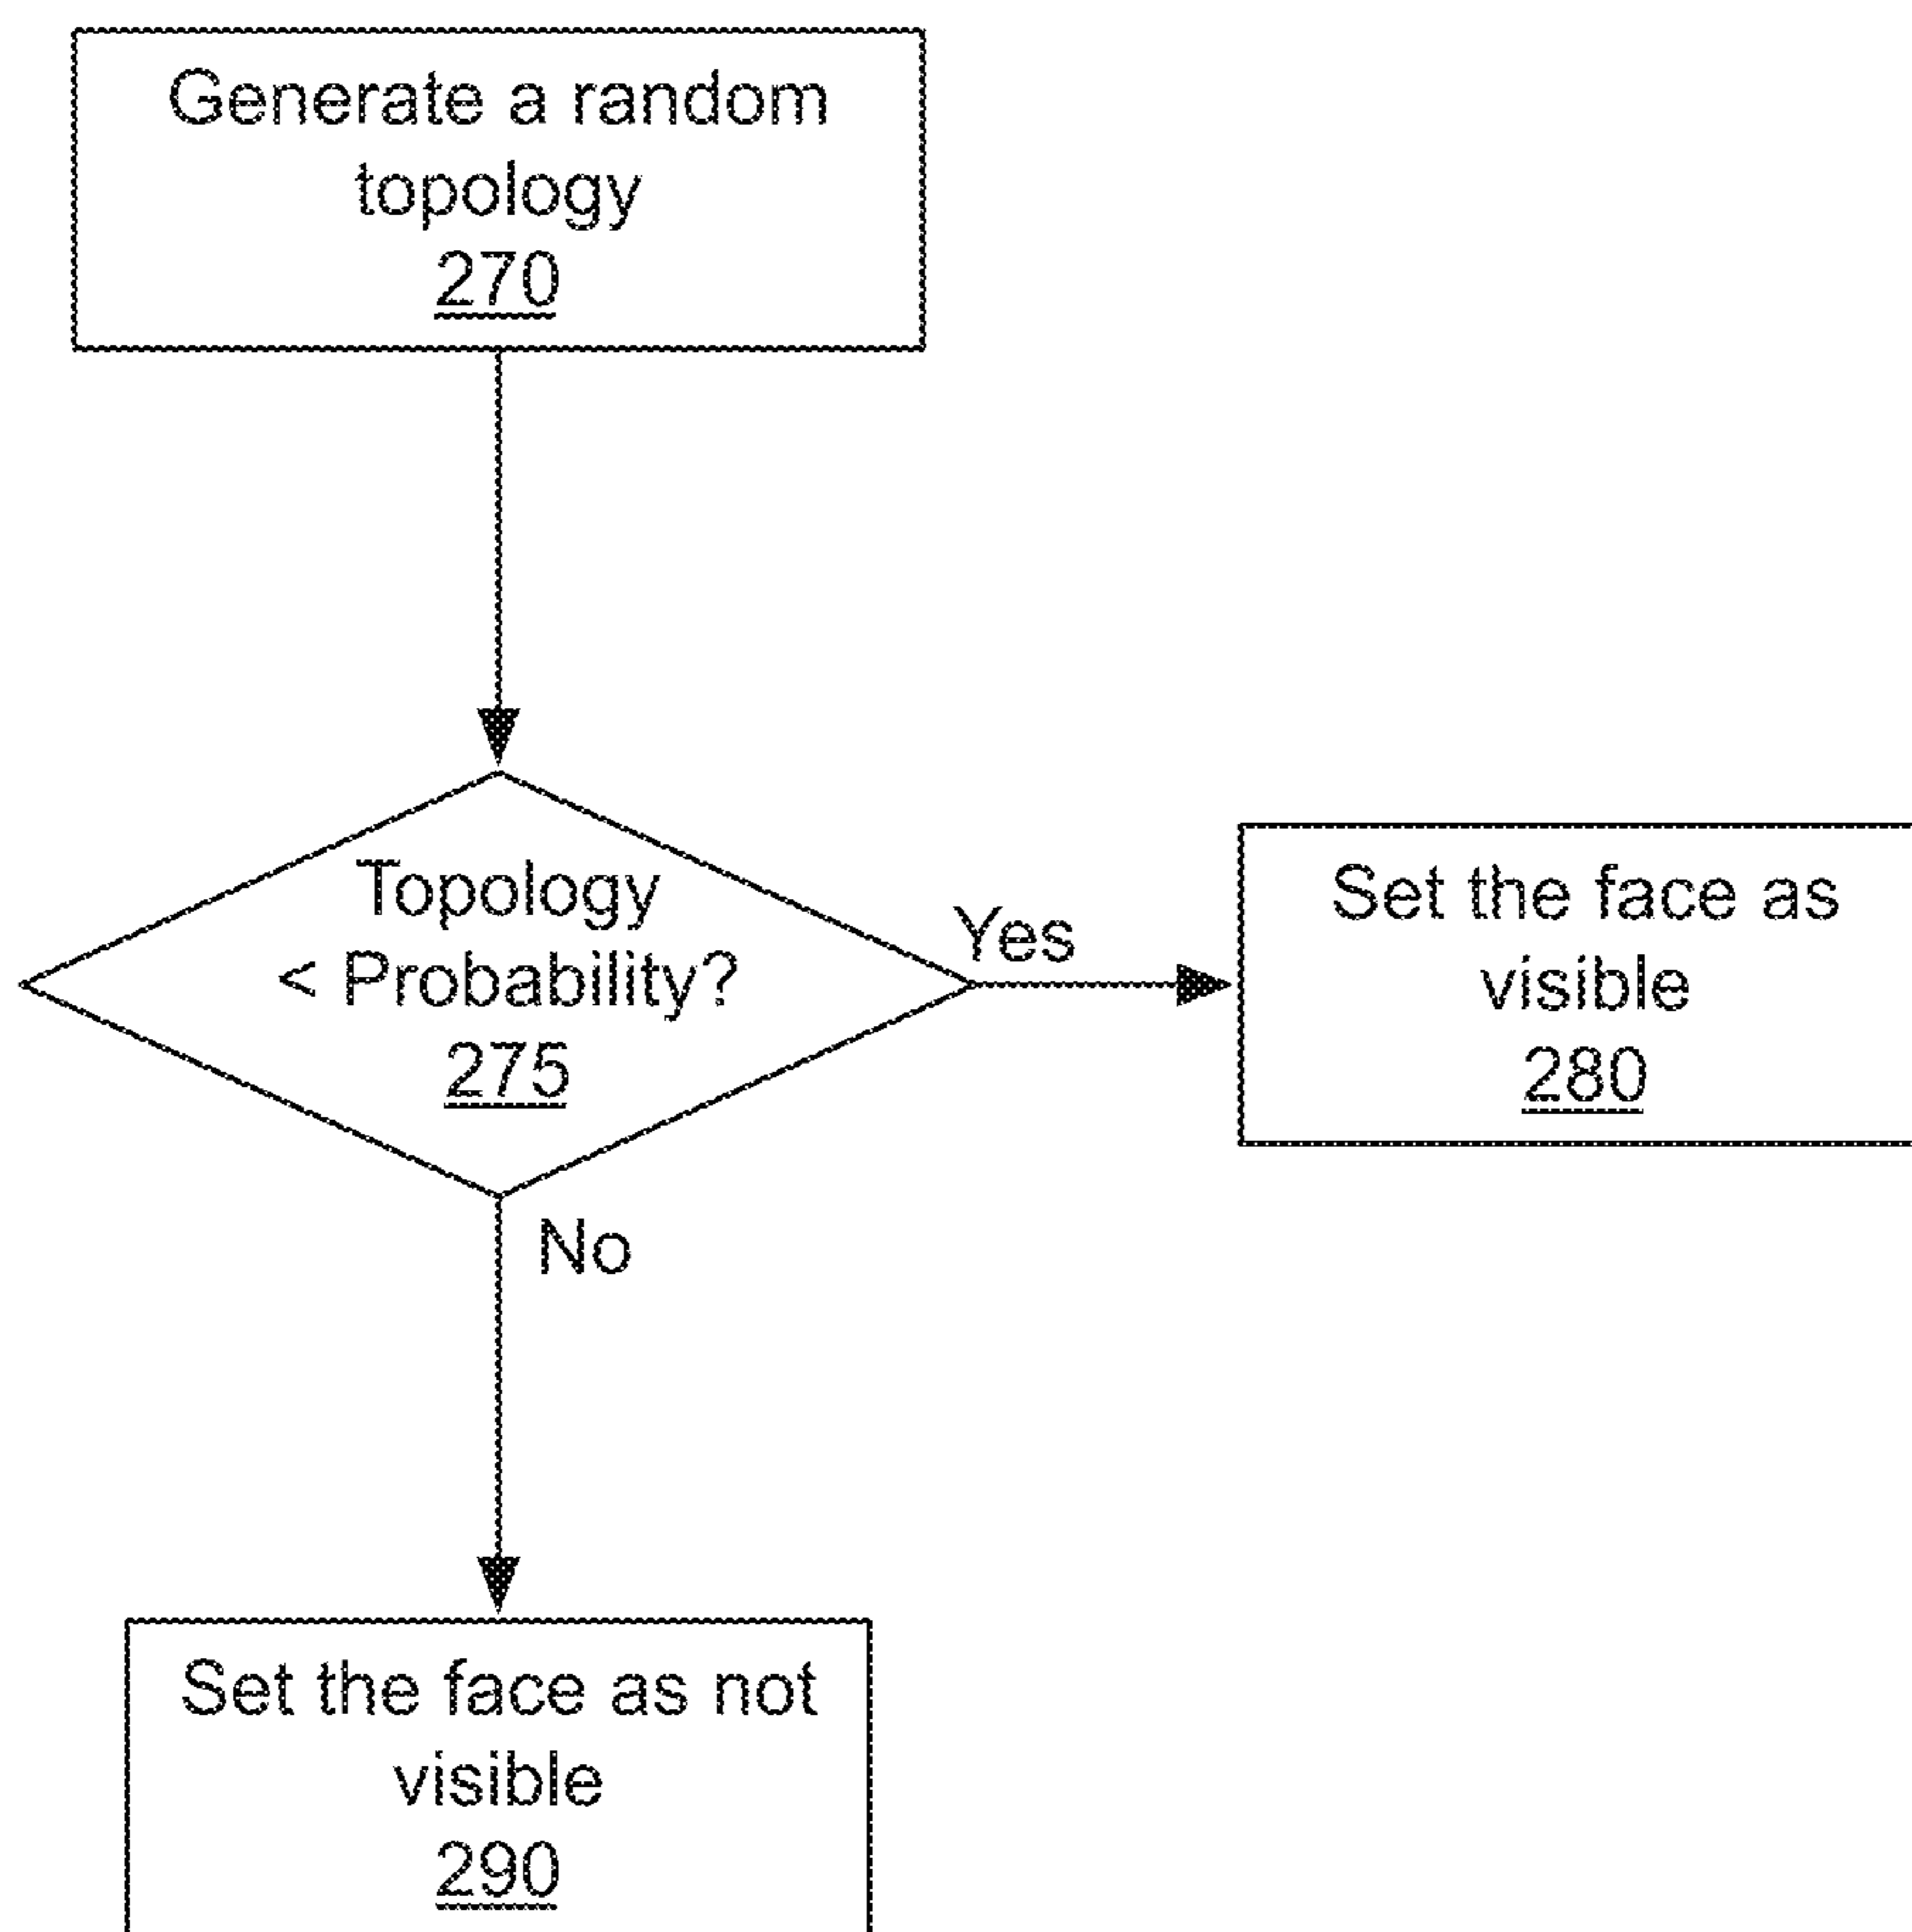 Generate a random
topology
270
Topology
< Probability?
275
Yes
Set the face as
visible
280
No
Set the face as not
visible
290